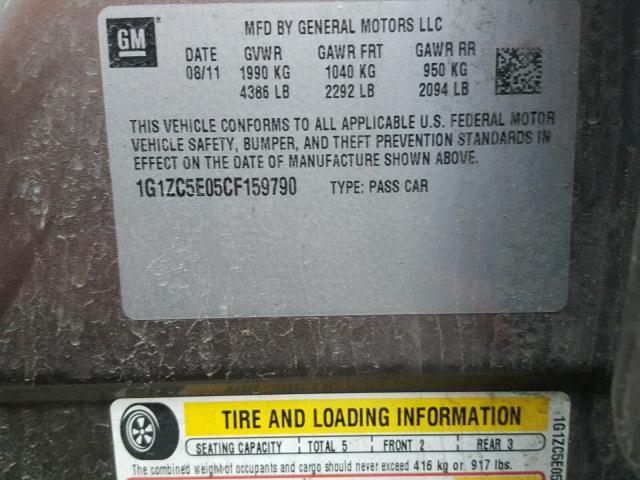 GM
MFD BY GENERAL MOTORS LLC
DATE GVWR GAWR FRT GAWR RR
08/11 1990 KG 1040 KG 950 KG
4386 LB 2292 LB 2094 LB
THIS VEHICLE CONFORMS TO ALL APPLICABLE U.S. FEDERAL MOTOR
VEHICLE SAFETY, BUMPER, AND THEFT PREVENTION STANDARDS IN
EFFECT ON THE DATE OF MANUFACTURE SHOWN ABOVE.
1G1ZC5E05CF159790 TYPE: PASS CAR
TIRE AND LOADING INFORMATION
SEATING CAPACITY TOTAL 5 FRONT 2 REAR 3
The combined weight of occupants and cargo should never exceed 416 kg or 917 lbs.
1G1ZC5E05